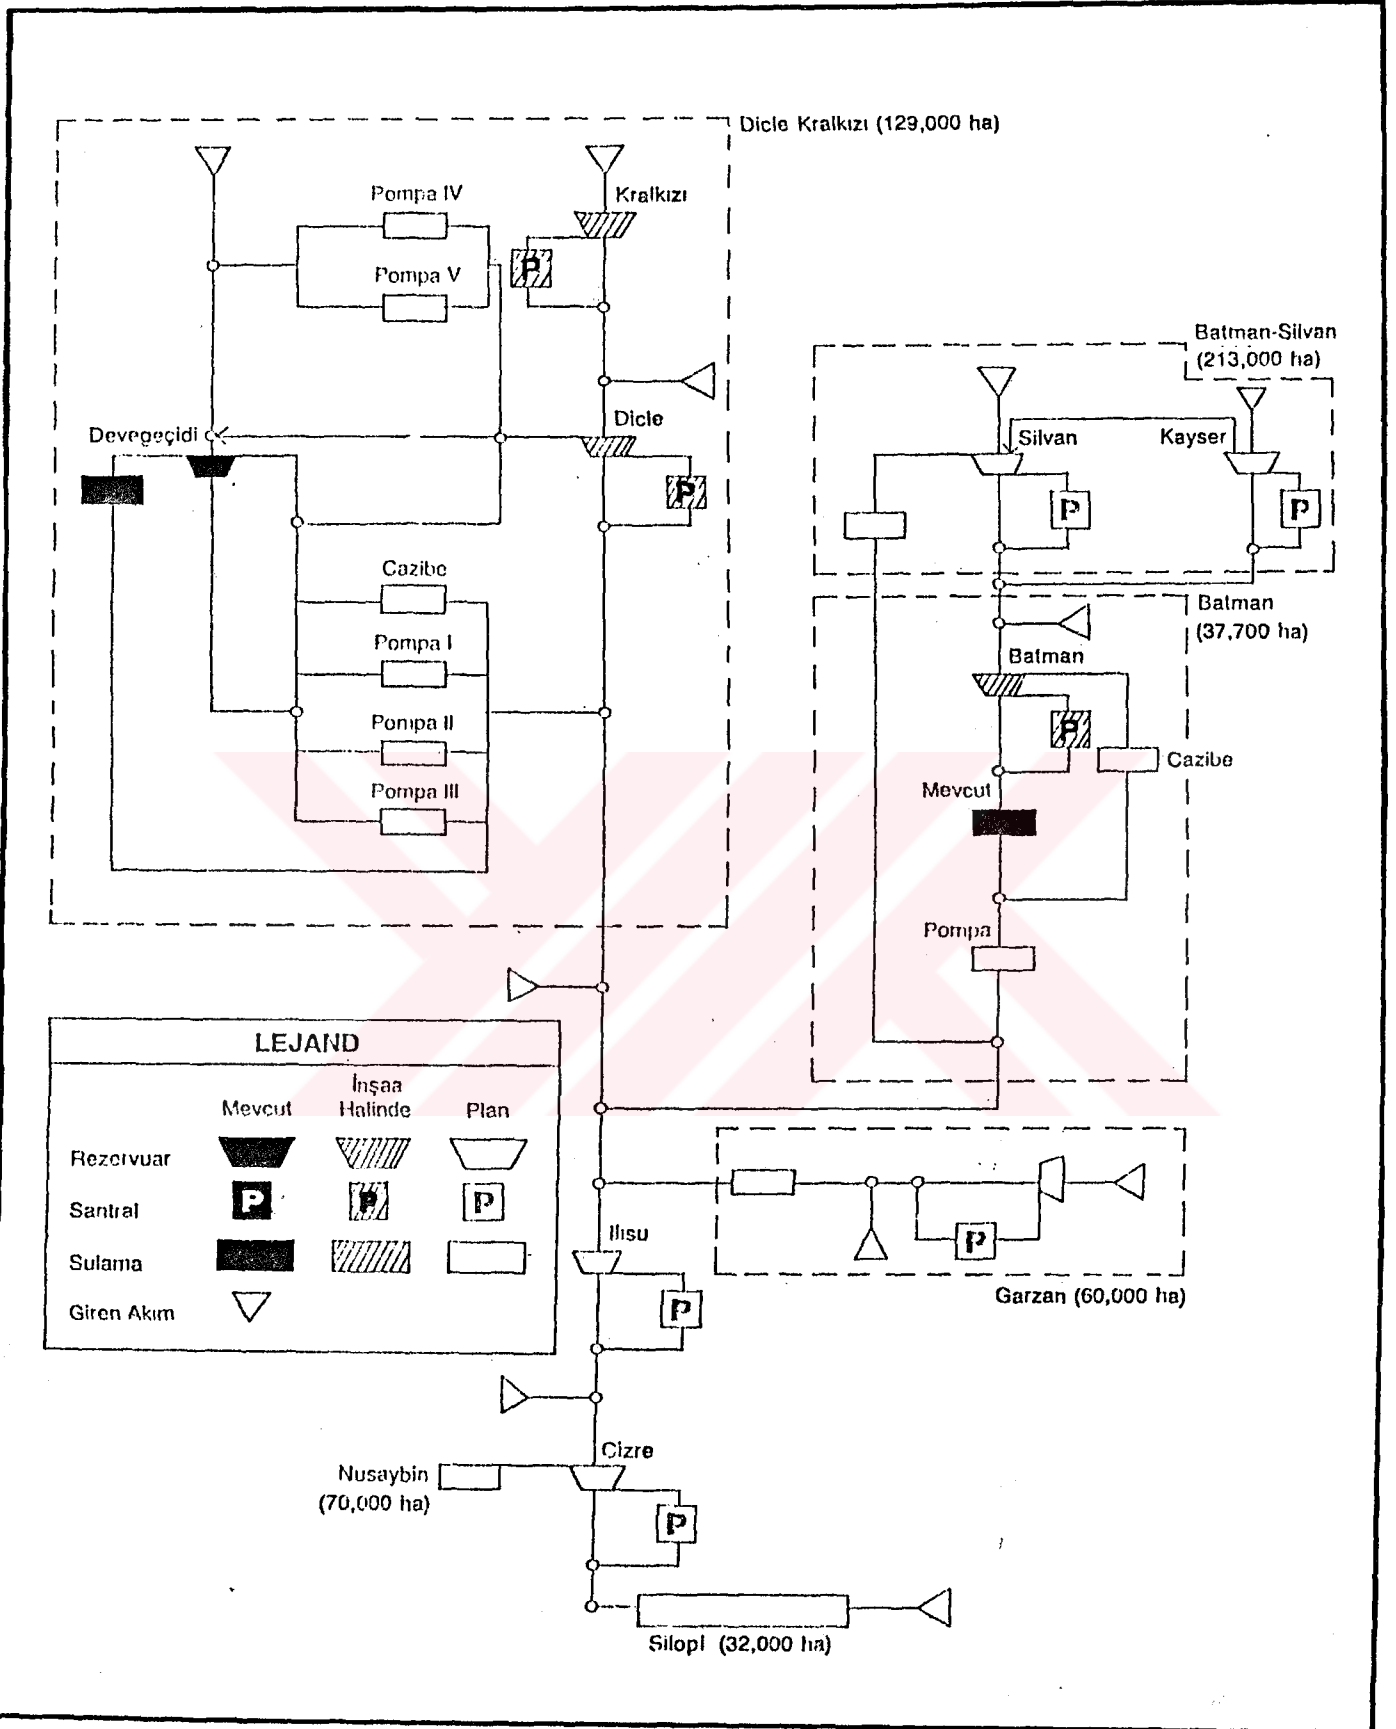 Dicle Kralkızı (129,000 ha)
Pompa IV
Kralkızı
P
Pompa V
Batman-Silvan
(213,000 ha)
Dicle
Devegeçidi
Silvan
Kayser
P
P
P
Cazibe
Batman
(37,700 ha)
Pompa I
Batman
Pompa II
P
Cazibe
Pompa III
Mevcut
Pompa
LEJAND
İnşaa
Mevcut Halinde Plan
Rezervuar
Santral P P P
Sulama
Giren Akım
Ilısu
P
P
Garzan (60,000 ha)
Cizre
Nusaybin
(70,000 ha)
P
Silopi (32,000 ha)